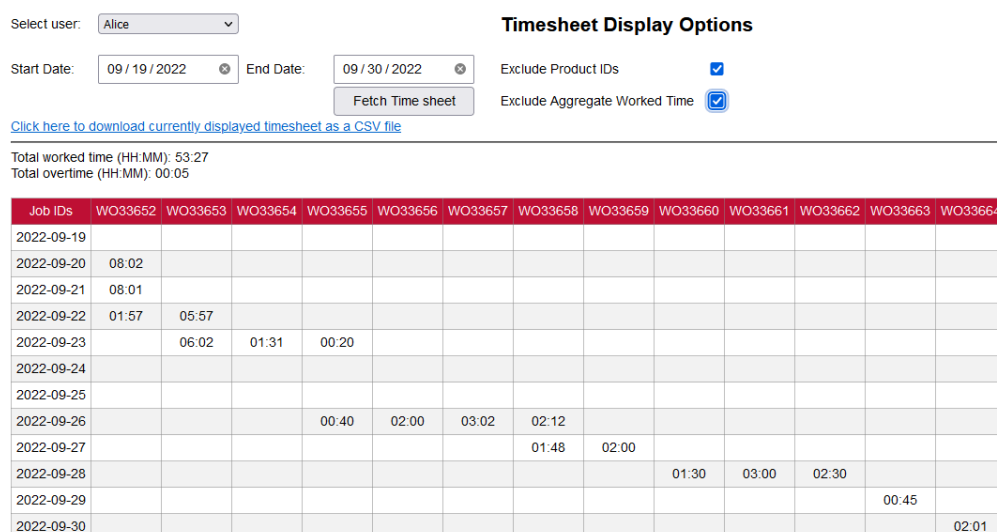 Select user: Alice
Timesheet Display Options
Start Date: 09/19/2022 End Date: 09/30/2022
Exclude Product IDs
Fetch Time sheet
Exclude Aggregate Worked Time
Click here to download currently displayed timesheet as a CSV file
Total worked time (HH:MM): 53:27
Total overtime (HH:MM): 00:05
Job IDs WO33652 WO33653 WO33654 WO33655 WO33656 WO33657 WO33658 WO33659 WO33660 WO33661 WO33662 WO33663 WO33664
2022-09-19
2022-09-20 08:02
2022-09-21 08:01
2022-09-22 01:57 05:57
2022-09-23 06:02 01:31 00:20
2022-09-24
2022-09-25
2022-09-26 00:40 02:00 03:02 02:12
2022-09-27 01:48 02:00
2022-09-28 01:30 03:00 02:30
2022-09-29 00:45
2022-09-30 02:01